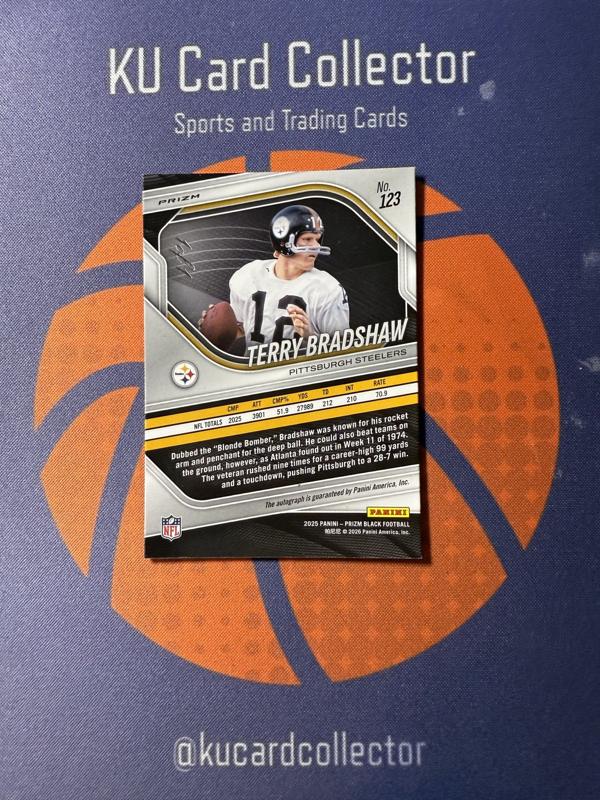 KU Card Collector
Sports and Trading Cards
PRIZM
No.
123
12
TERRY BRADSHAW
PITTSBURGH STEELERS
CMP ATT CMP% YDS TD INT RATE
NFL TOTALS 2025 3901 51.9 27989 212 210 70.9
Dubbed the "Blonde Bomber," Bradshaw was known for his rocket
arm and penchant for the deep ball. He could also beat teams on
the ground, however, as Atlanta found out in Week 11 of 1974.
The veteran rushed nine times for a career-high 99 yards
and a touchdown, pushing Pittsburgh to a 28-7 win.
The autograph is guaranteed by Panini America, Inc.
PANINI
NFL
2025 PANINI – PRIZM BLACK FOOTBALL
帕尼尼 © 2026 Panini America, Inc.
@kucardcollector